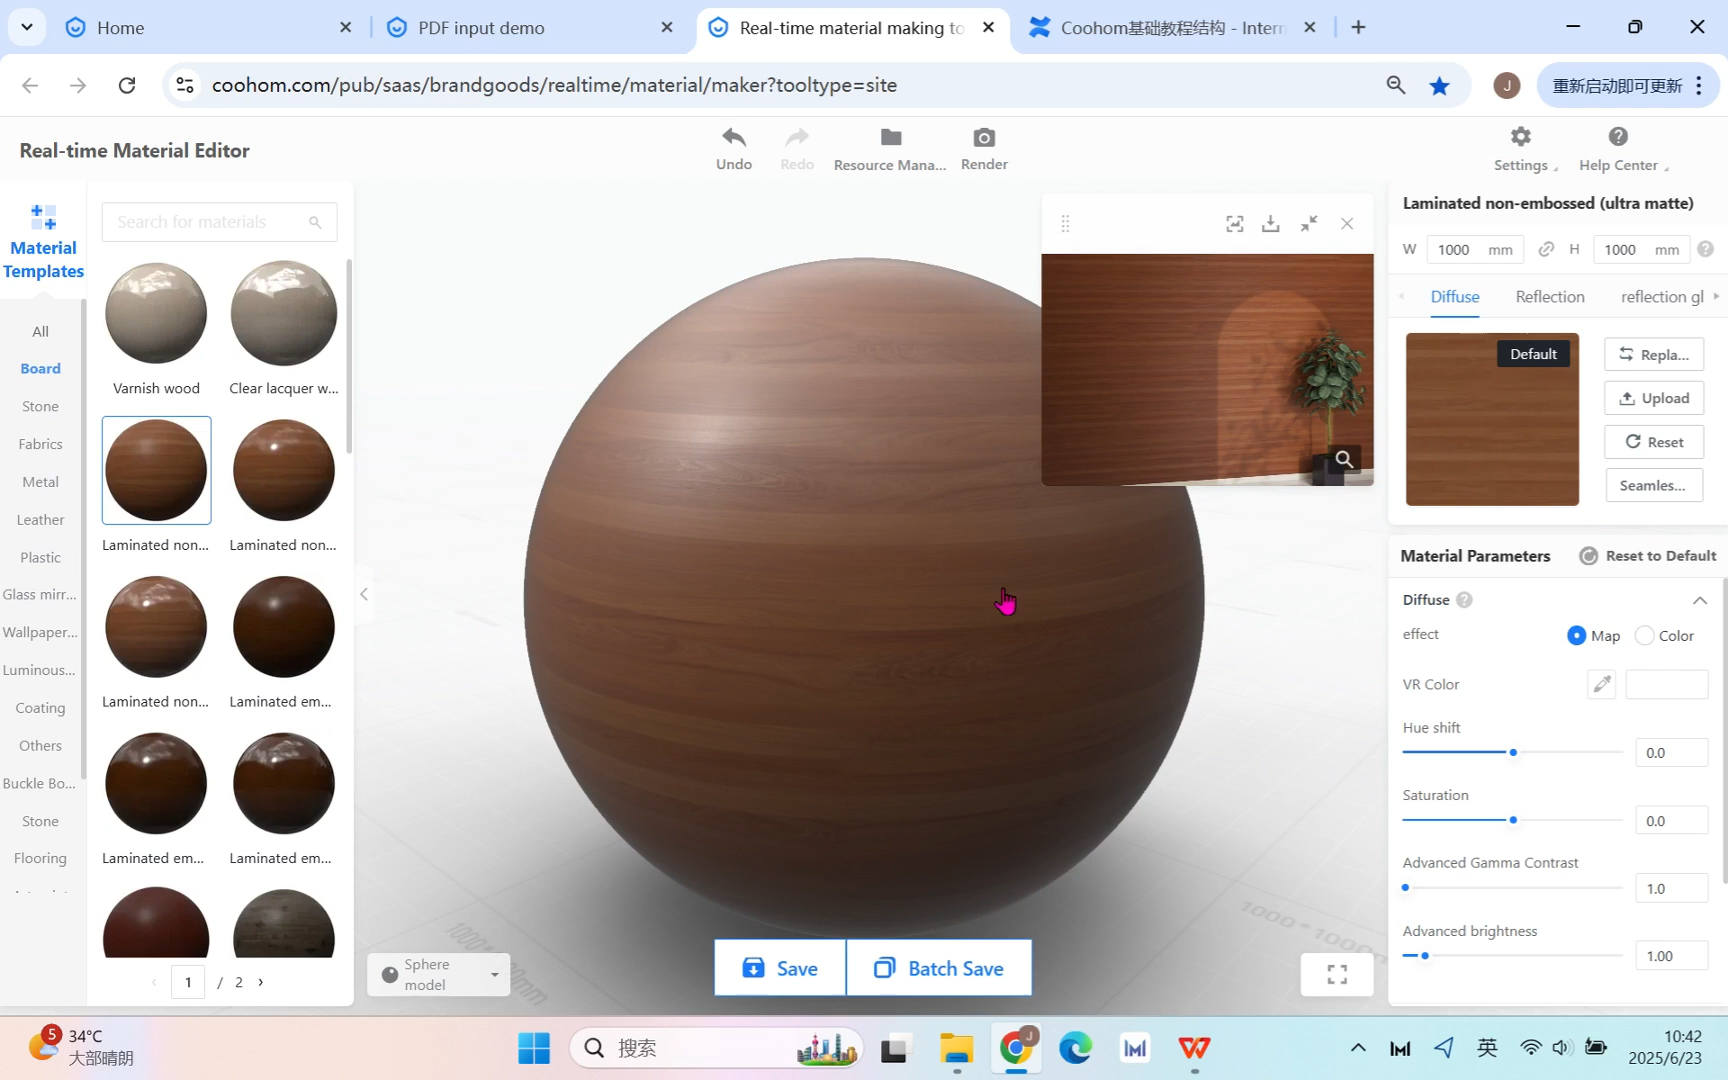 Home
PDF input demo
Real-time material making to
Coohom基础教程结构 - Intern
coohom.com/pub/saas/brandgoods/realtime/material/maker?tooltype=site
J
重新启动即可更新
Real-time Material Editor
Undo
Redo
Resource Mana...
Render
Settings
Help Center
Material
Templates
All
Board
Stone
Fabrics
Metal
Leather
Plastic
Glass mirr...
Wallpaper...
Luminous...
Coating
Others
Buckle Bo...
Stone
Flooring
Search for materials
Varnish wood
Clear lacquer w...
Laminated non...
Laminated non...
Laminated non...
Laminated em...
Laminated em...
Laminated em...
1 / 2
Sphere
model
Save
Batch Save
Laminated non-embossed (ultra matte)
W 1000 mm H 1000 mm
Diffuse
Reflection
reflection gl
Default
Repla...
Upload
Reset
Seamles...
Material Parameters
Reset to Default
Diffuse
effect
Map
Color
VR Color
Hue shift
0.0
Saturation
0.0
Advanced Gamma Contrast
1.0
Advanced brightness
1.00
5
34°C
大部晴朗
搜索
英
10:42
2025/6/23